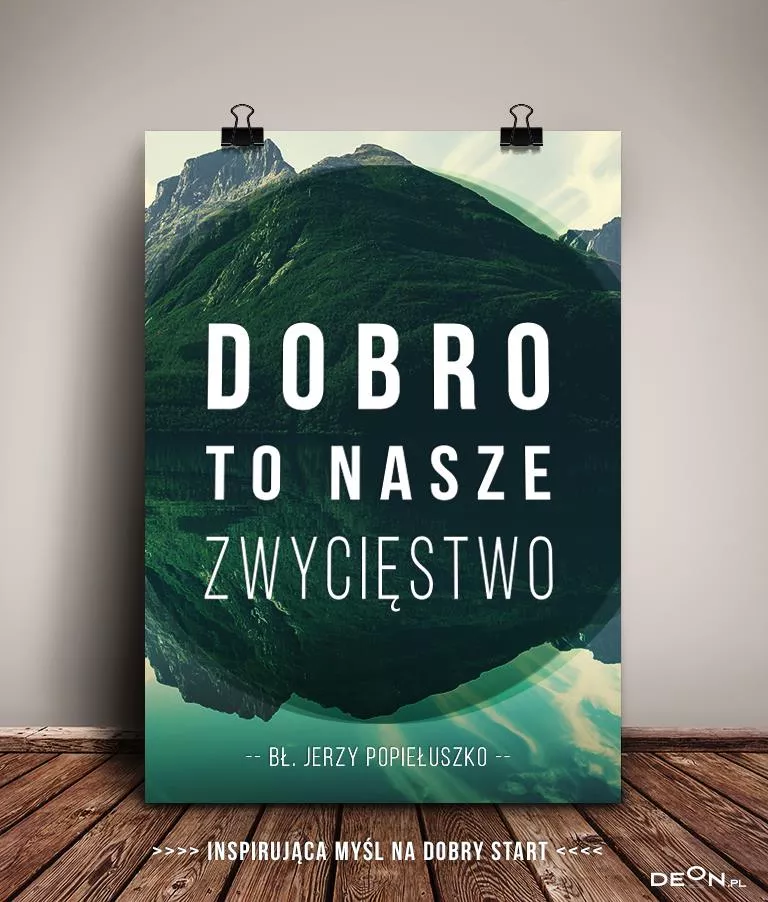 DOBRO
TO NASZE
ZWYCIĘSTWO
-- BŁ. JERZY POPIEŁUSZKO --
>>>> INSPIRUJĄCA MYŚL NA DOBRY START <<<<
DEON.PL